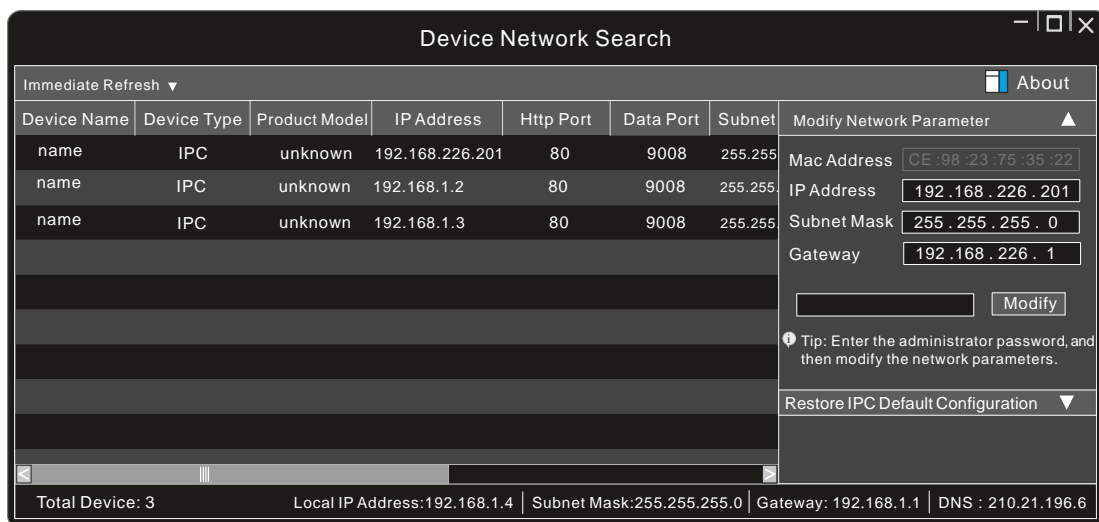 Device Network Search
Immediate Refresh ▼
About
Device Name Device Type Product Model IP Address Http Port Data Port Subnet
name IPC unknown 192.168.226.201 80 9008 255.255
name IPC unknown 192.168.1.2 80 9008 255.255.
name IPC unknown 192.168.1.3 80 9008 255.255.
Modify Network Parameter ▲
Mac Address CE :98 :23 :75 :35 :22
IP Address 192 .168 . 226 . 201
Subnet Mask 255 . 255 . 255 . 0
Gateway 192 .168 . 226 . 1
Modify
Tip: Enter the administrator password, and
then modify the network parameters.
Restore IPC Default Configuration ▼
Total Device: 3 Local IP Address:192.168.1.4 Subnet Mask:255.255.255.0 Gateway: 192.168.1.1 DNS : 210.21.196.6